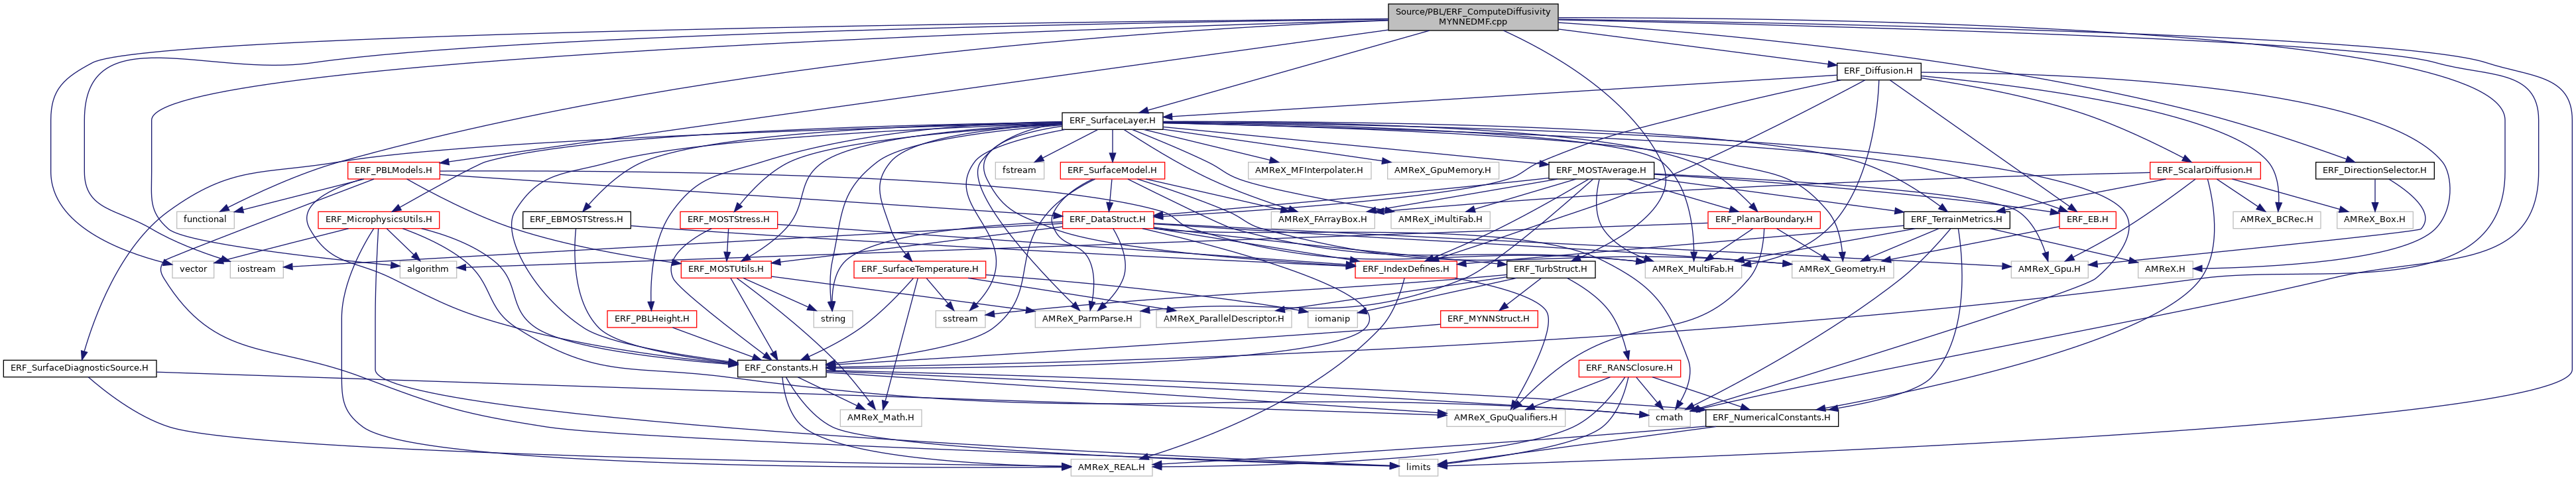 Source/PBL/ERF_ComputeDiffusivity
MYNNEDMF.cpp
ERF_Diffusion.H
ERF_SurfaceLayer.H
ERF_PBLModels.H
fstream
ERF_SurfaceModel.H
AMReX_MFInterpolater.H
AMReX_GpuMemory.H
ERF_MOSTAverage.H
ERF_ScalarDiffusion.H
ERF_DirectionSelector.H
functional
ERF_MicrophysicsUtils.H
ERF_EBMOSTStress.H
ERF_MOSTStress.H
ERF_DataStruct.H
AMReX_FArrayBox.H
AMReX_iMultiFab.H
ERF_PlanarBoundary.H
ERF_TerrainMetrics.H
ERF_EB.H
AMReX_BCRec.H
AMReX_Box.H
vector
iostream
algorithm
ERF_MOSTUtils.H
ERF_SurfaceTemperature.H
ERF_IndexDefines.H
ERF_TurbStruct.H
AMReX_MultiFab.H
AMReX_Geometry.H
AMReX_Gpu.H
AMReX.H
ERF_PBLHeight.H
string
sstream
AMReX_ParmParse.H
AMReX_ParallelDescriptor.H
iomanip
ERF_MYNNStruct.H
ERF_SurfaceDiagnosticSource.H
ERF_Constants.H
ERF_RANSClosure.H
AMReX_Math.H
AMReX_GpuQualifiers.H
cmath
ERF_NumericalConstants.H
AMReX_REAL.H
limits